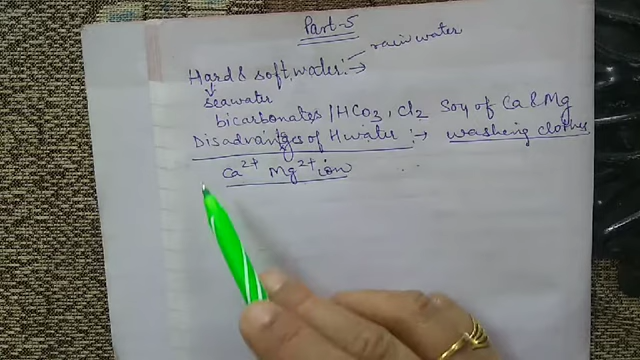 Part-5
rain water
Hard & soft water :→
seawater
bicarbonates / HCO3, Cl2 SO4 of Ca & Mg
Disadvantages of H water :→ washing clothes
Ca2+ Mg2+ ion